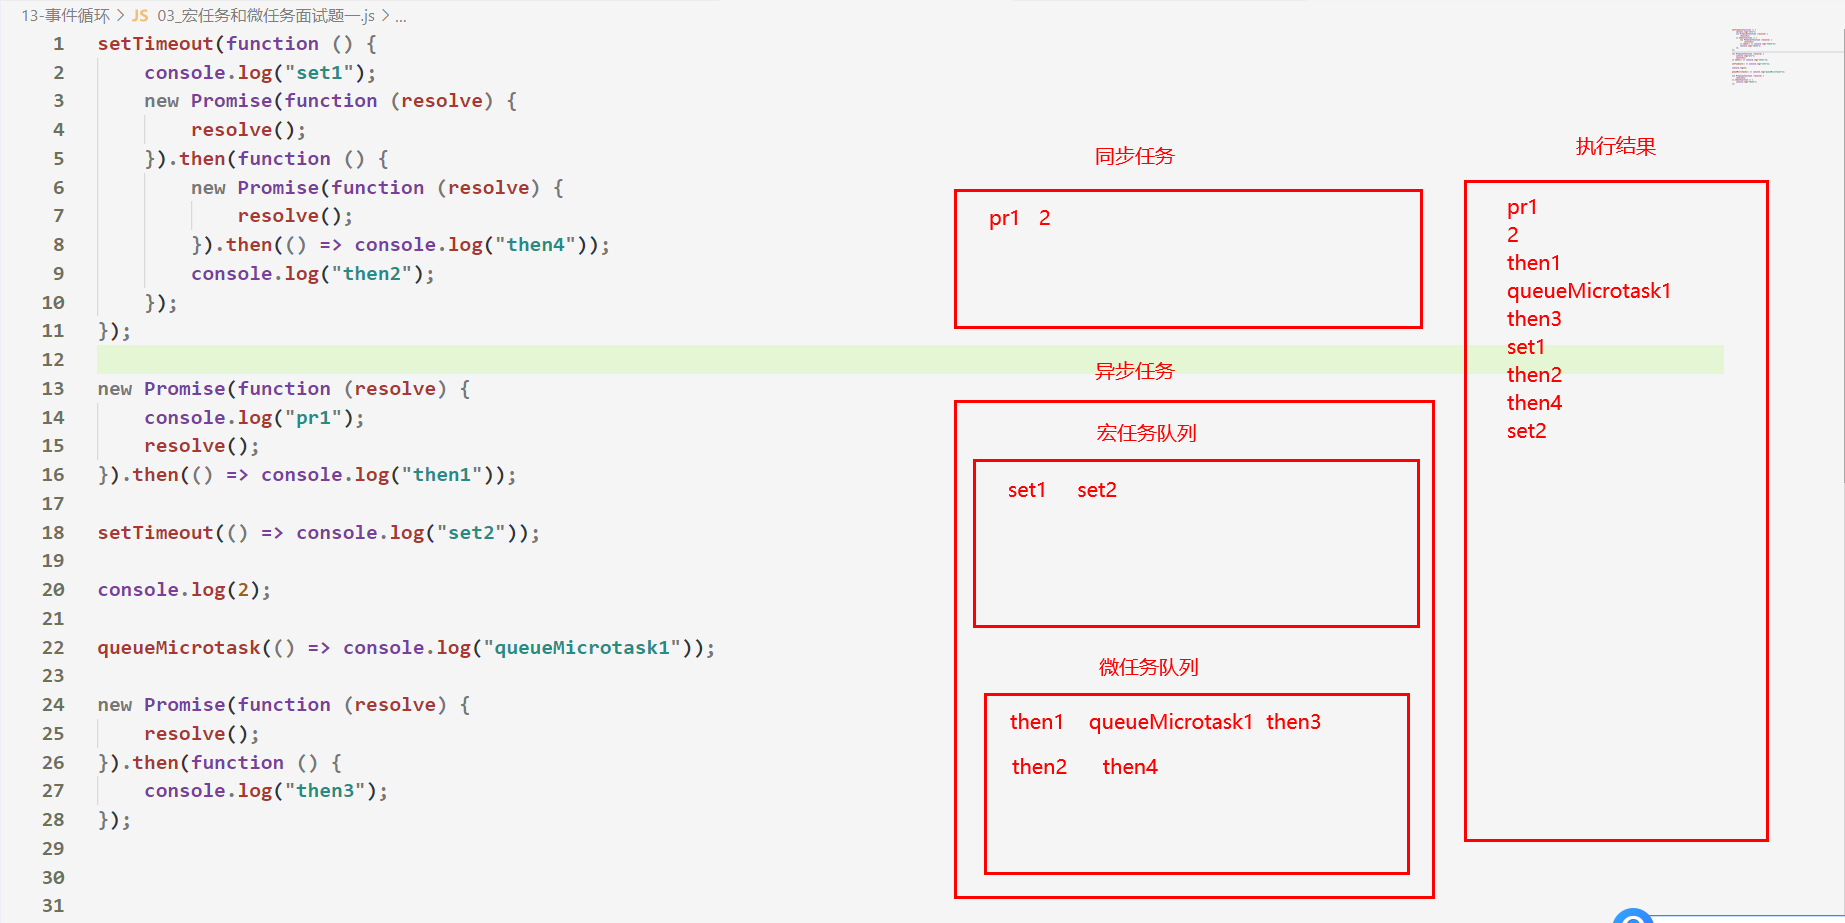 13-事件循环 > JS 03_宏任务和微任务面试题一.js > ...
1 setTimeout(function () {
2 console.log("set1");
3 new Promise(function (resolve) {
4 resolve();
5 }).then(function () {
6 new Promise(function (resolve) {
7 resolve();
8 }).then(() => console.log("then4"));
9 console.log("then2");
10 });
11 });
12
13 new Promise(function (resolve) {
14 console.log("pr1");
15 resolve();
16 }).then(() => console.log("then1"));
17
18 setTimeout(() => console.log("set2"));
19
20 console.log(2);
21
22 queueMicrotask(() => console.log("queueMicrotask1"));
23
24 new Promise(function (resolve) {
25 resolve();
26 }).then(function () {
27 console.log("then3");
28 });
29
30
31
同步任务
pr1 2
异步任务
宏任务队列
set1 set2
微任务队列
then1 queueMicrotask1 then3
then2 then4
执行结果
pr1
2
then1
queueMicrotask1
then3
set1
then2
then4
set2